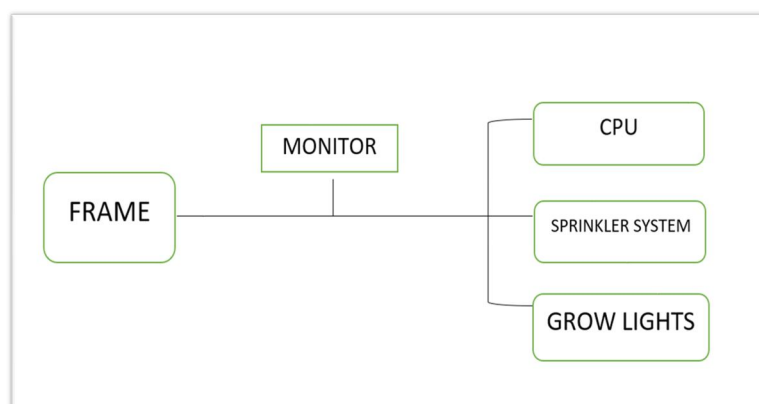 FRAME
MONITOR
CPU
SPRINKLER SYSTEM
GROW LIGHTS